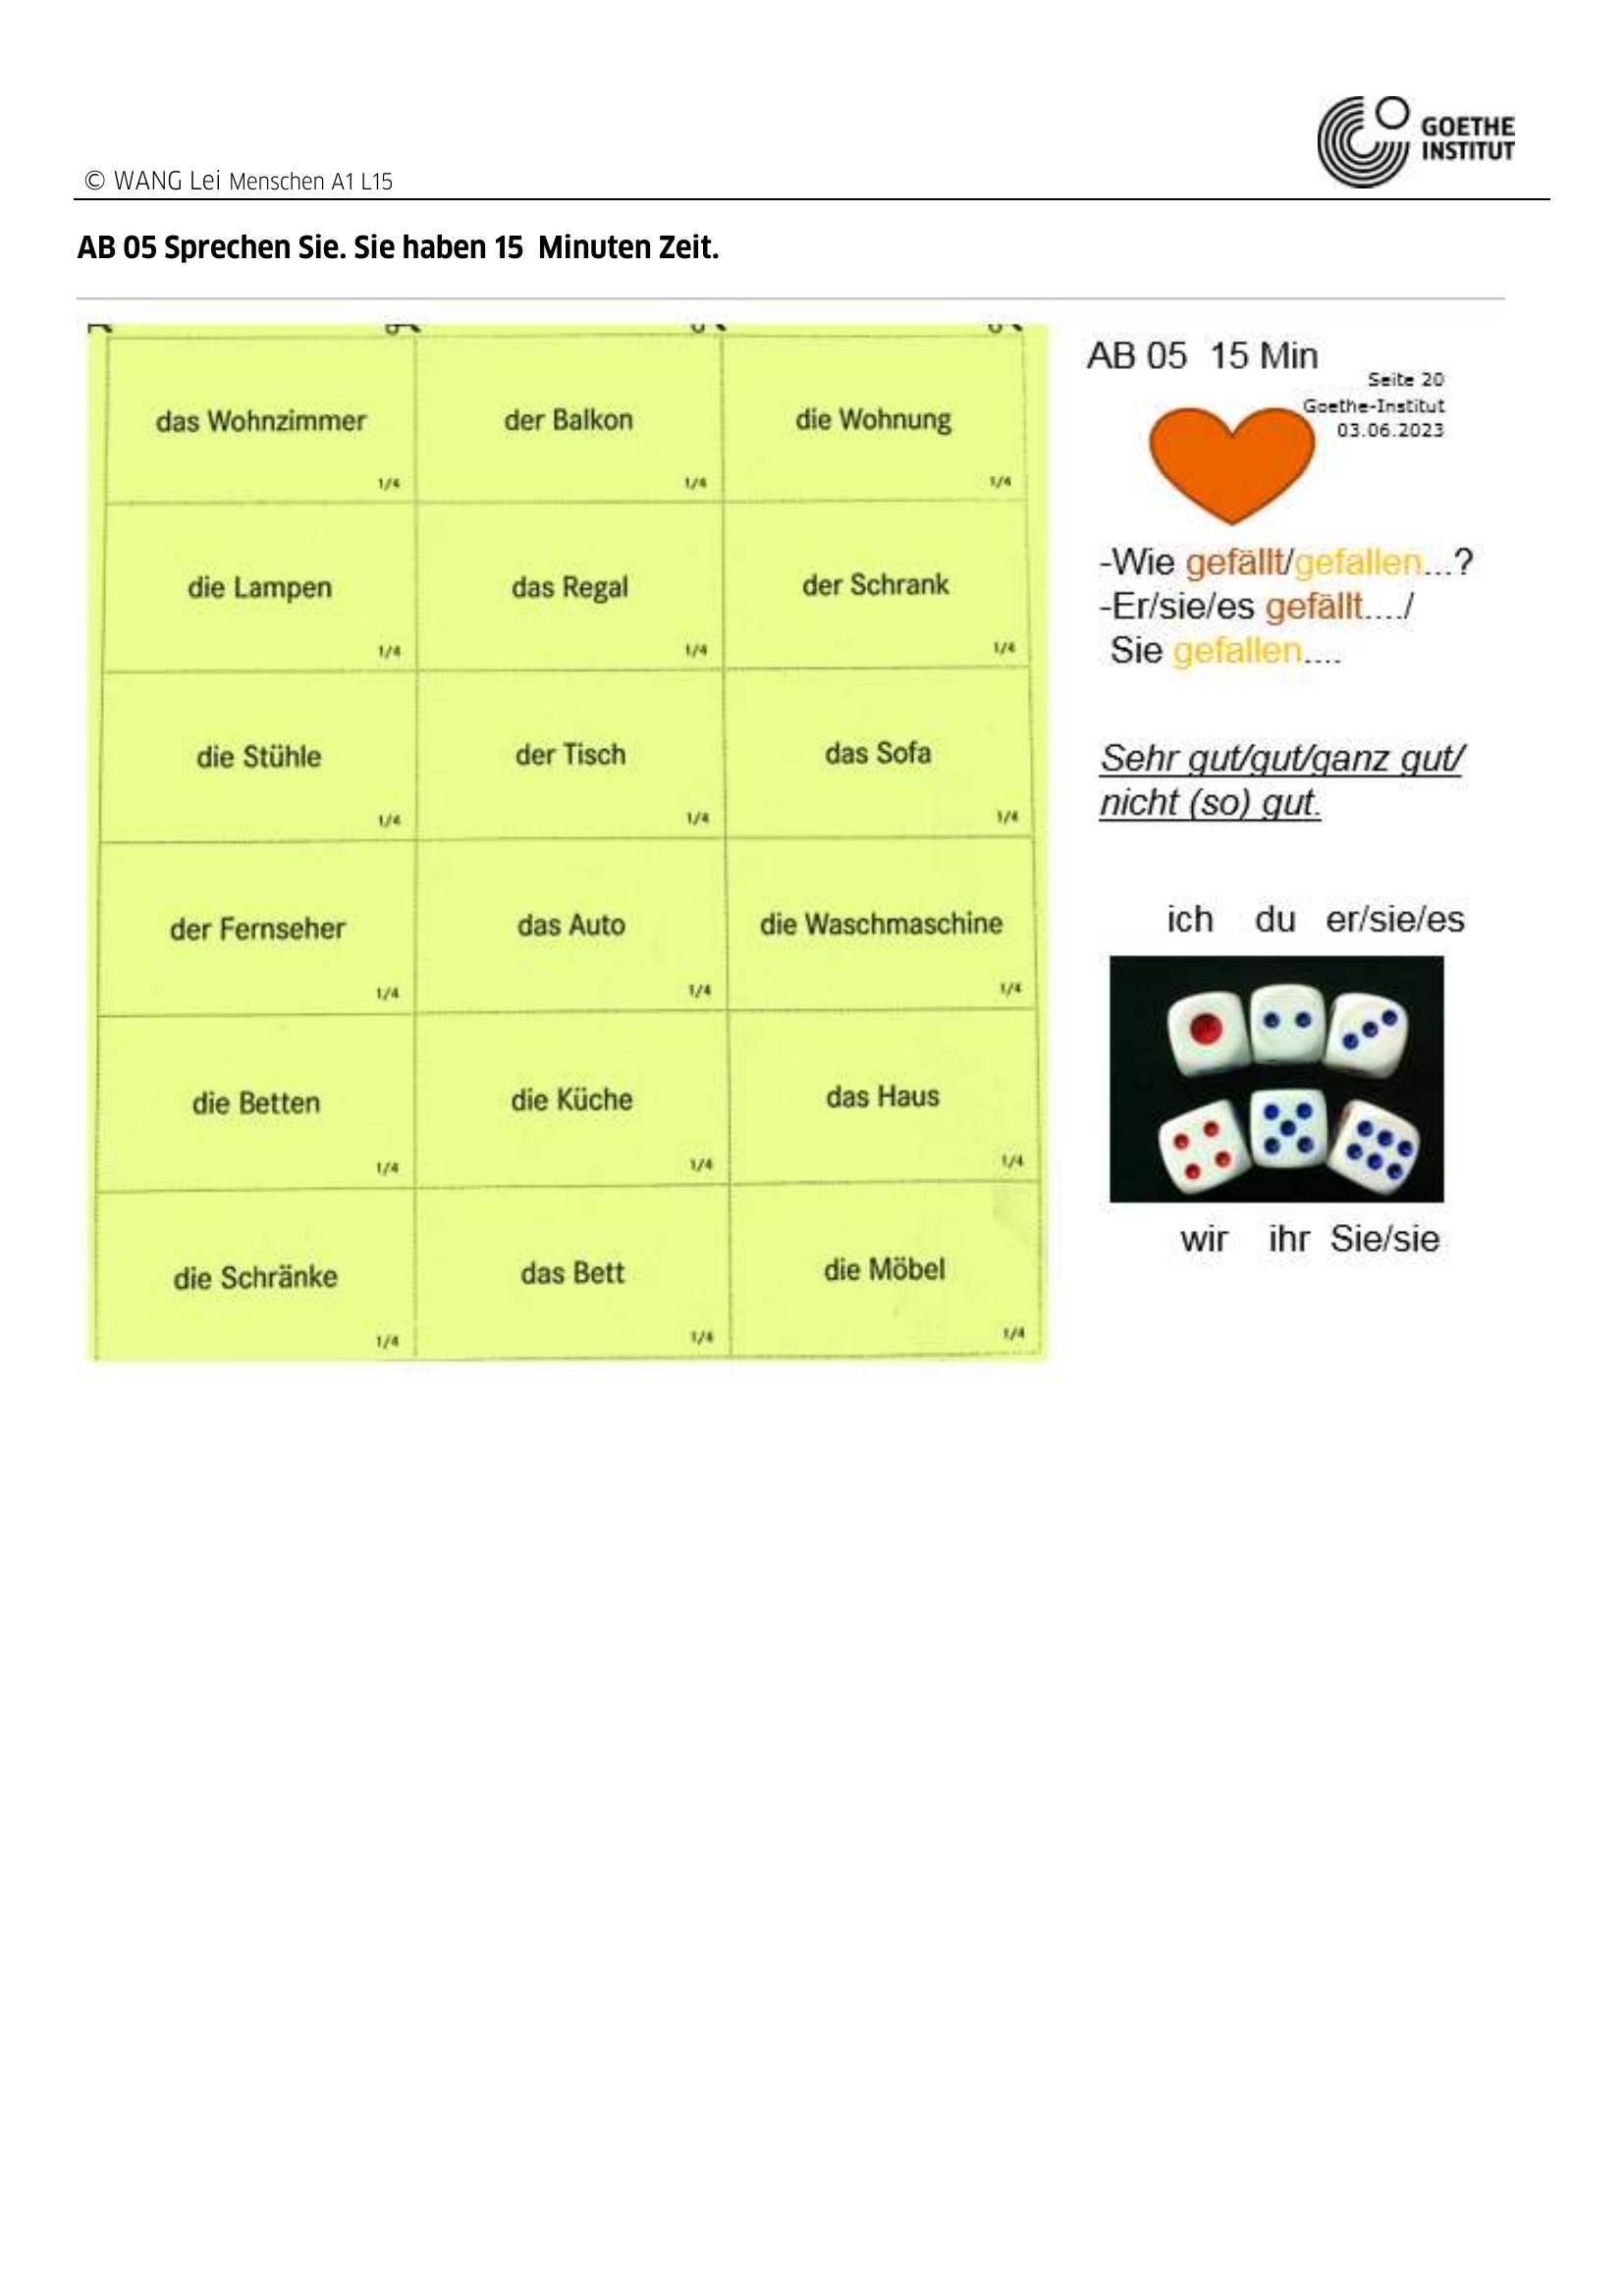 GOETHE
INSTITUT
© WANG Lei Menschen A1 L15
AB 05 Sprechen Sie. Sie haben 15 Minuten Zeit.
das Wohnzimmer
1/4
der Balkon
1/4
die Wohnung
1/4
die Lampen
1/4
das Regal
1/4
der Schrank
1/4
die Stühle
1/4
der Tisch
1/4
das Sofa
1/4
der Fernseher
1/4
das Auto
1/4
die Waschmaschine
1/4
die Betten
1/4
die Küche
1/4
das Haus
1/4
die Schränke
1/4
das Bett
1/4
die Möbel
1/4
AB 05 15 Min
Seite 20
Goethe-Institut
03.06.2023
-Wie gefällt/gefallen...?
-Er/sie/es gefällt..../
Sie gefallen....
Sehr gut/gut/ganz gut/
nicht (so) gut.
ich du er/sie/es
wir ihr Sie/sie